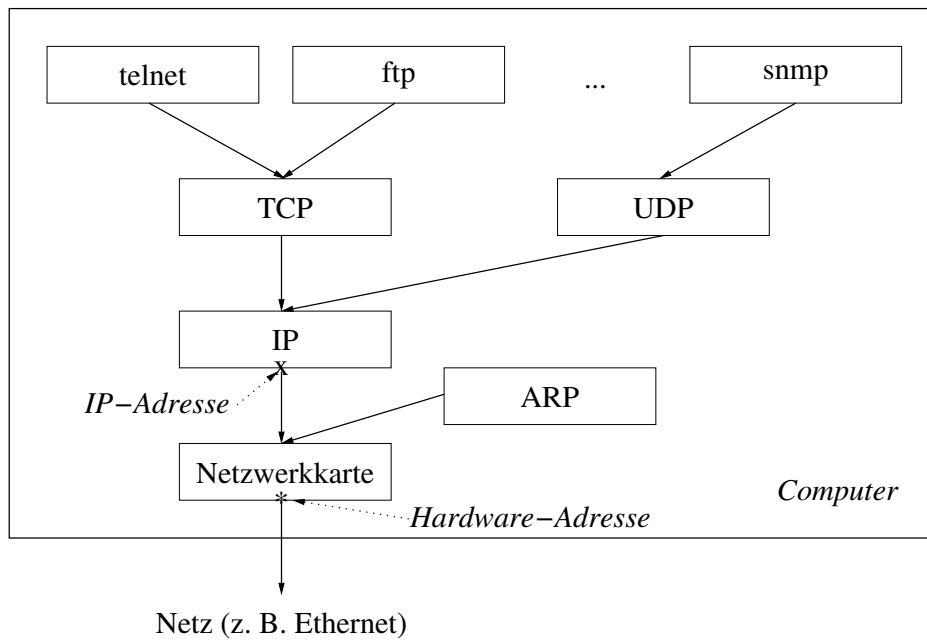 telnet
ftp
...
snmp
TCP
UDP
IP
x
IP−Adresse
ARP
Netzwerkkarte
*
Computer
Hardware−Adresse
Netz (z. B. Ethernet)